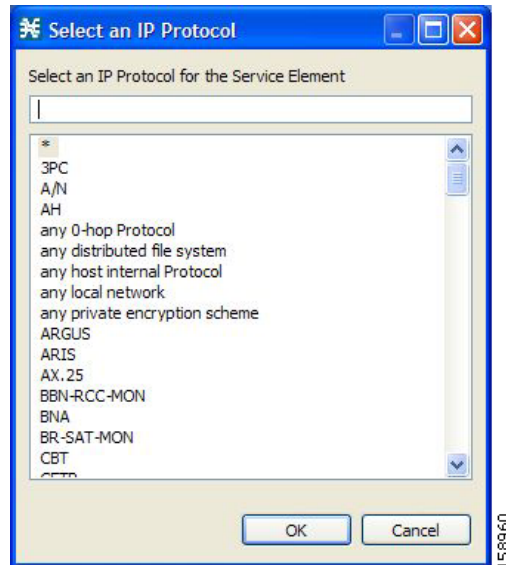 Select an IP Protocol
Select an IP Protocol for the Service Element
*
3PC
A/N
AH
any 0-hop Protocol
any distributed file system
any host internal Protocol
any local network
any private encryption scheme
ARGUS
ARIS
AX.25
BBN-RCC-MON
BNA
BR-SAT-MON
CBT
OK
Cancel
158960